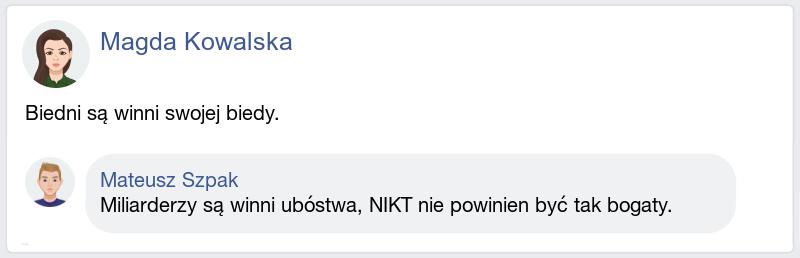 Magda Kowalska
Biedni są winni swojej biedy.
Mateusz Szpak
Miliarderzy są winni ubóstwa, NIKT nie powinien być tak bogaty.